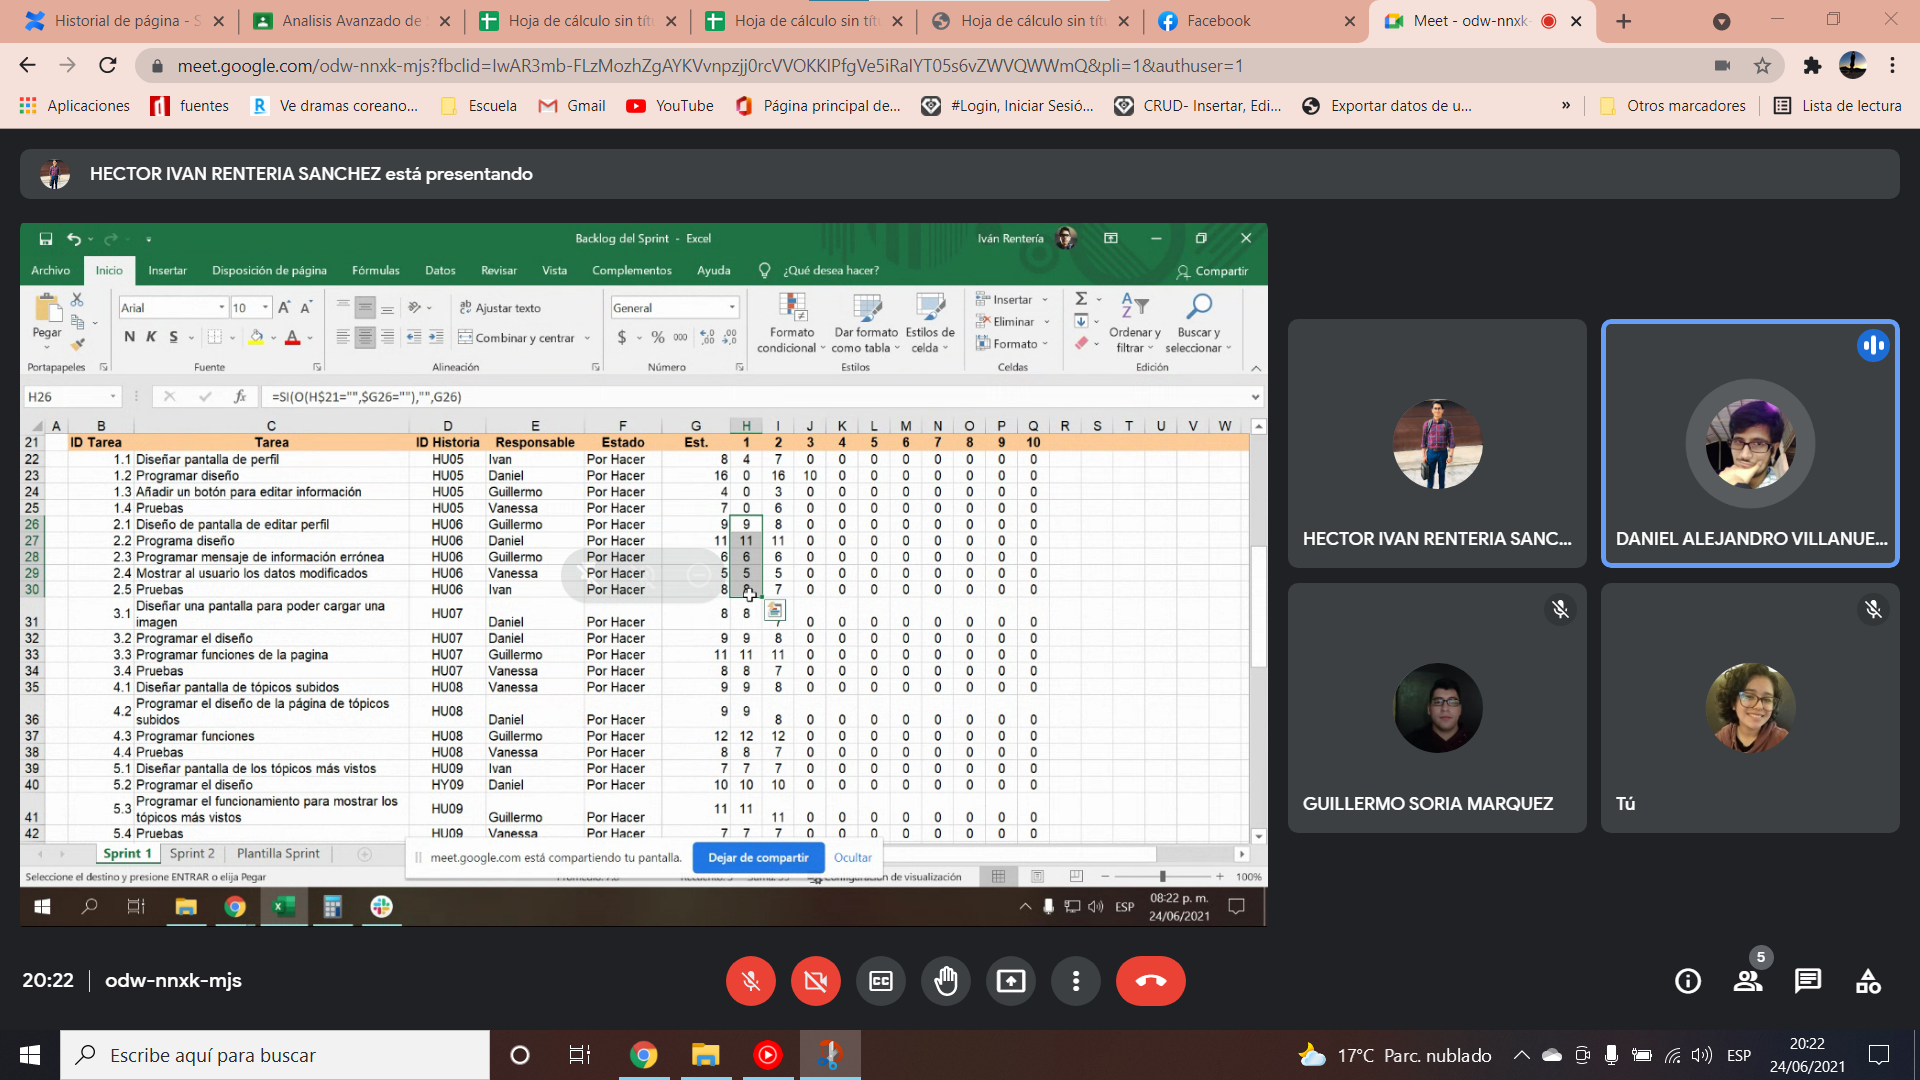 Historial de página - S
Analisis Avanzado de
Hoja de cálculo sin títu
Hoja de cálculo sin títu
Hoja de cálculo sin títu
Facebook
Meet - odw-nnxk-
meet.google.com/odw-nnxk-mjs?fbclid=IwAR3mb-FLzMozhZgAYKVvnpzjj0rcVVOKKIPfgVe5iRaIYT05s6vZWVQWWmQ&pli=1&authuser=1
Aplicaciones
fuentes
Ve dramas coreano...
Escuela
Gmail
YouTube
Página principal de...
#Login, Iniciar Sesió...
CRUD- Insertar, Edi...
Exportar datos de u...
»
Otros marcadores
Lista de lectura
HECTOR IVAN RENTERIA SANCHEZ está presentando
Backlog del Sprint - Excel
Iván Rentería
Archivo Inicio Insertar Disposición de página Fórmulas Datos Revisar Vista Complementos Ayuda ¿Qué desea hacer? Compartir
Pegar
Arial 10
N K S
Ajustar texto
Combinar y centrar
General
$ % 000
Formato condicional
Dar formato como tabla
Estilos de celda
Insertar
Eliminar
Formato
Ordenar y filtrar
Buscar y seleccionar
Portapapeles Fuente Alineación Número Estilos Celdas Edición
H26 fx =SI(O(H$21="",$G26=""),"",G26)
A B C D E F G H I J K L M N O P Q R S T U V W
21 ID Tarea Tarea ID Historia Responsable Estado Est. 1 2 3 4 5 6 7 8 9 10
22 1.1 Diseñar pantalla de perfil HU05 Ivan Por Hacer 8 4 7 0 0 0 0 0 0 0 0
23 1.2 Programar diseño HU05 Daniel Por Hacer 16 0 16 10 0 0 0 0 0 0 0
24 1.3 Añadir un botón para editar información HU05 Guillermo Por Hacer 4 0 3 0 0 0 0 0 0 0 0
25 1.4 Pruebas HU05 Vanessa Por Hacer 7 0 6 0 0 0 0 0 0 0 0
26 2.1 Diseño de pantalla de editar perfil HU06 Guillermo Por Hacer 9 9 8 0 0 0 0 0 0 0 0
27 2.2 Programa diseño HU06 Daniel Por Hacer 11 11 11 0 0 0 0 0 0 0 0
28 2.3 Programar mensaje de información errónea HU06 Guillermo Por Hacer 6 6 6 0 0 0 0 0 0 0 0
29 2.4 Mostrar al usuario los datos modificados HU06 Vanessa Por Hacer 5 5 5 0 0 0 0 0 0 0 0
30 2.5 Pruebas HU06 Ivan Por Hacer 8 7 0 0 0 0 0 0 0 0
31 3.1 Diseñar una pantalla para poder cargar una imagen HU07 Daniel Por Hacer 8 8 7 0 0 0 0 0 0 0 0
32 3.2 Programar el diseño HU07 Daniel Por Hacer 9 9 8 0 0 0 0 0 0 0 0
33 3.3 Programar funciones de la pagina HU07 Guillermo Por Hacer 11 11 11 0 0 0 0 0 0 0 0
34 3.4 Pruebas HU07 Vanessa Por Hacer 8 8 7 0 0 0 0 0 0 0 0
35 4.1 Diseñar pantalla de tópicos subidos HU08 Vanessa Por Hacer 9 9 8 0 0 0 0 0 0 0 0
36 4.2 Programar el diseño de la página de tópicos subidos HU08 Daniel Por Hacer 9 9 8 0 0 0 0 0 0 0 0
37 4.3 Programar funciones HU08 Guillermo Por Hacer 12 12 12 0 0 0 0 0 0 0 0
38 4.4 Pruebas HU08 Vanessa Por Hacer 8 8 7 0 0 0 0 0 0 0 0
39 5.1 Diseñar pantalla de los tópicos más vistos HU09 Ivan Por Hacer 7 7 7 0 0 0 0 0 0 0 0
40 5.2 Programar el diseño HY09 Daniel Por Hacer 10 10 10 0 0 0 0 0 0 0 0
41 5.3 Programar el funcionamiento para mostrar los tópicos más vistos HU09 Guillermo Por Hacer 11 11 11 0 0 0 0 0 0 0 0
42 5.4 Pruebas HU09 Vanessa Por Hacer 7 7 7 0 0 0 0 0 0 0 0
Sprint 1 Sprint 2 Plantilla Sprint
meet.google.com está compartiendo tu pantalla. Dejar de compartir Ocultar
Seleccione el destino y presione ENTRAR o elija Pegar
Configuración de visualización
100%
ESP
08:22 p. m.
24/06/2021
HECTOR IVAN RENTERIA SANC...
DANIEL ALEJANDRO VILLANUE...
GUILLERMO SORIA MARQUEZ
Tú
20:22 | odw-nnxk-mjs
5
Escribe aquí para buscar
17°C Parc. nublado
ESP
20:22
24/06/2021